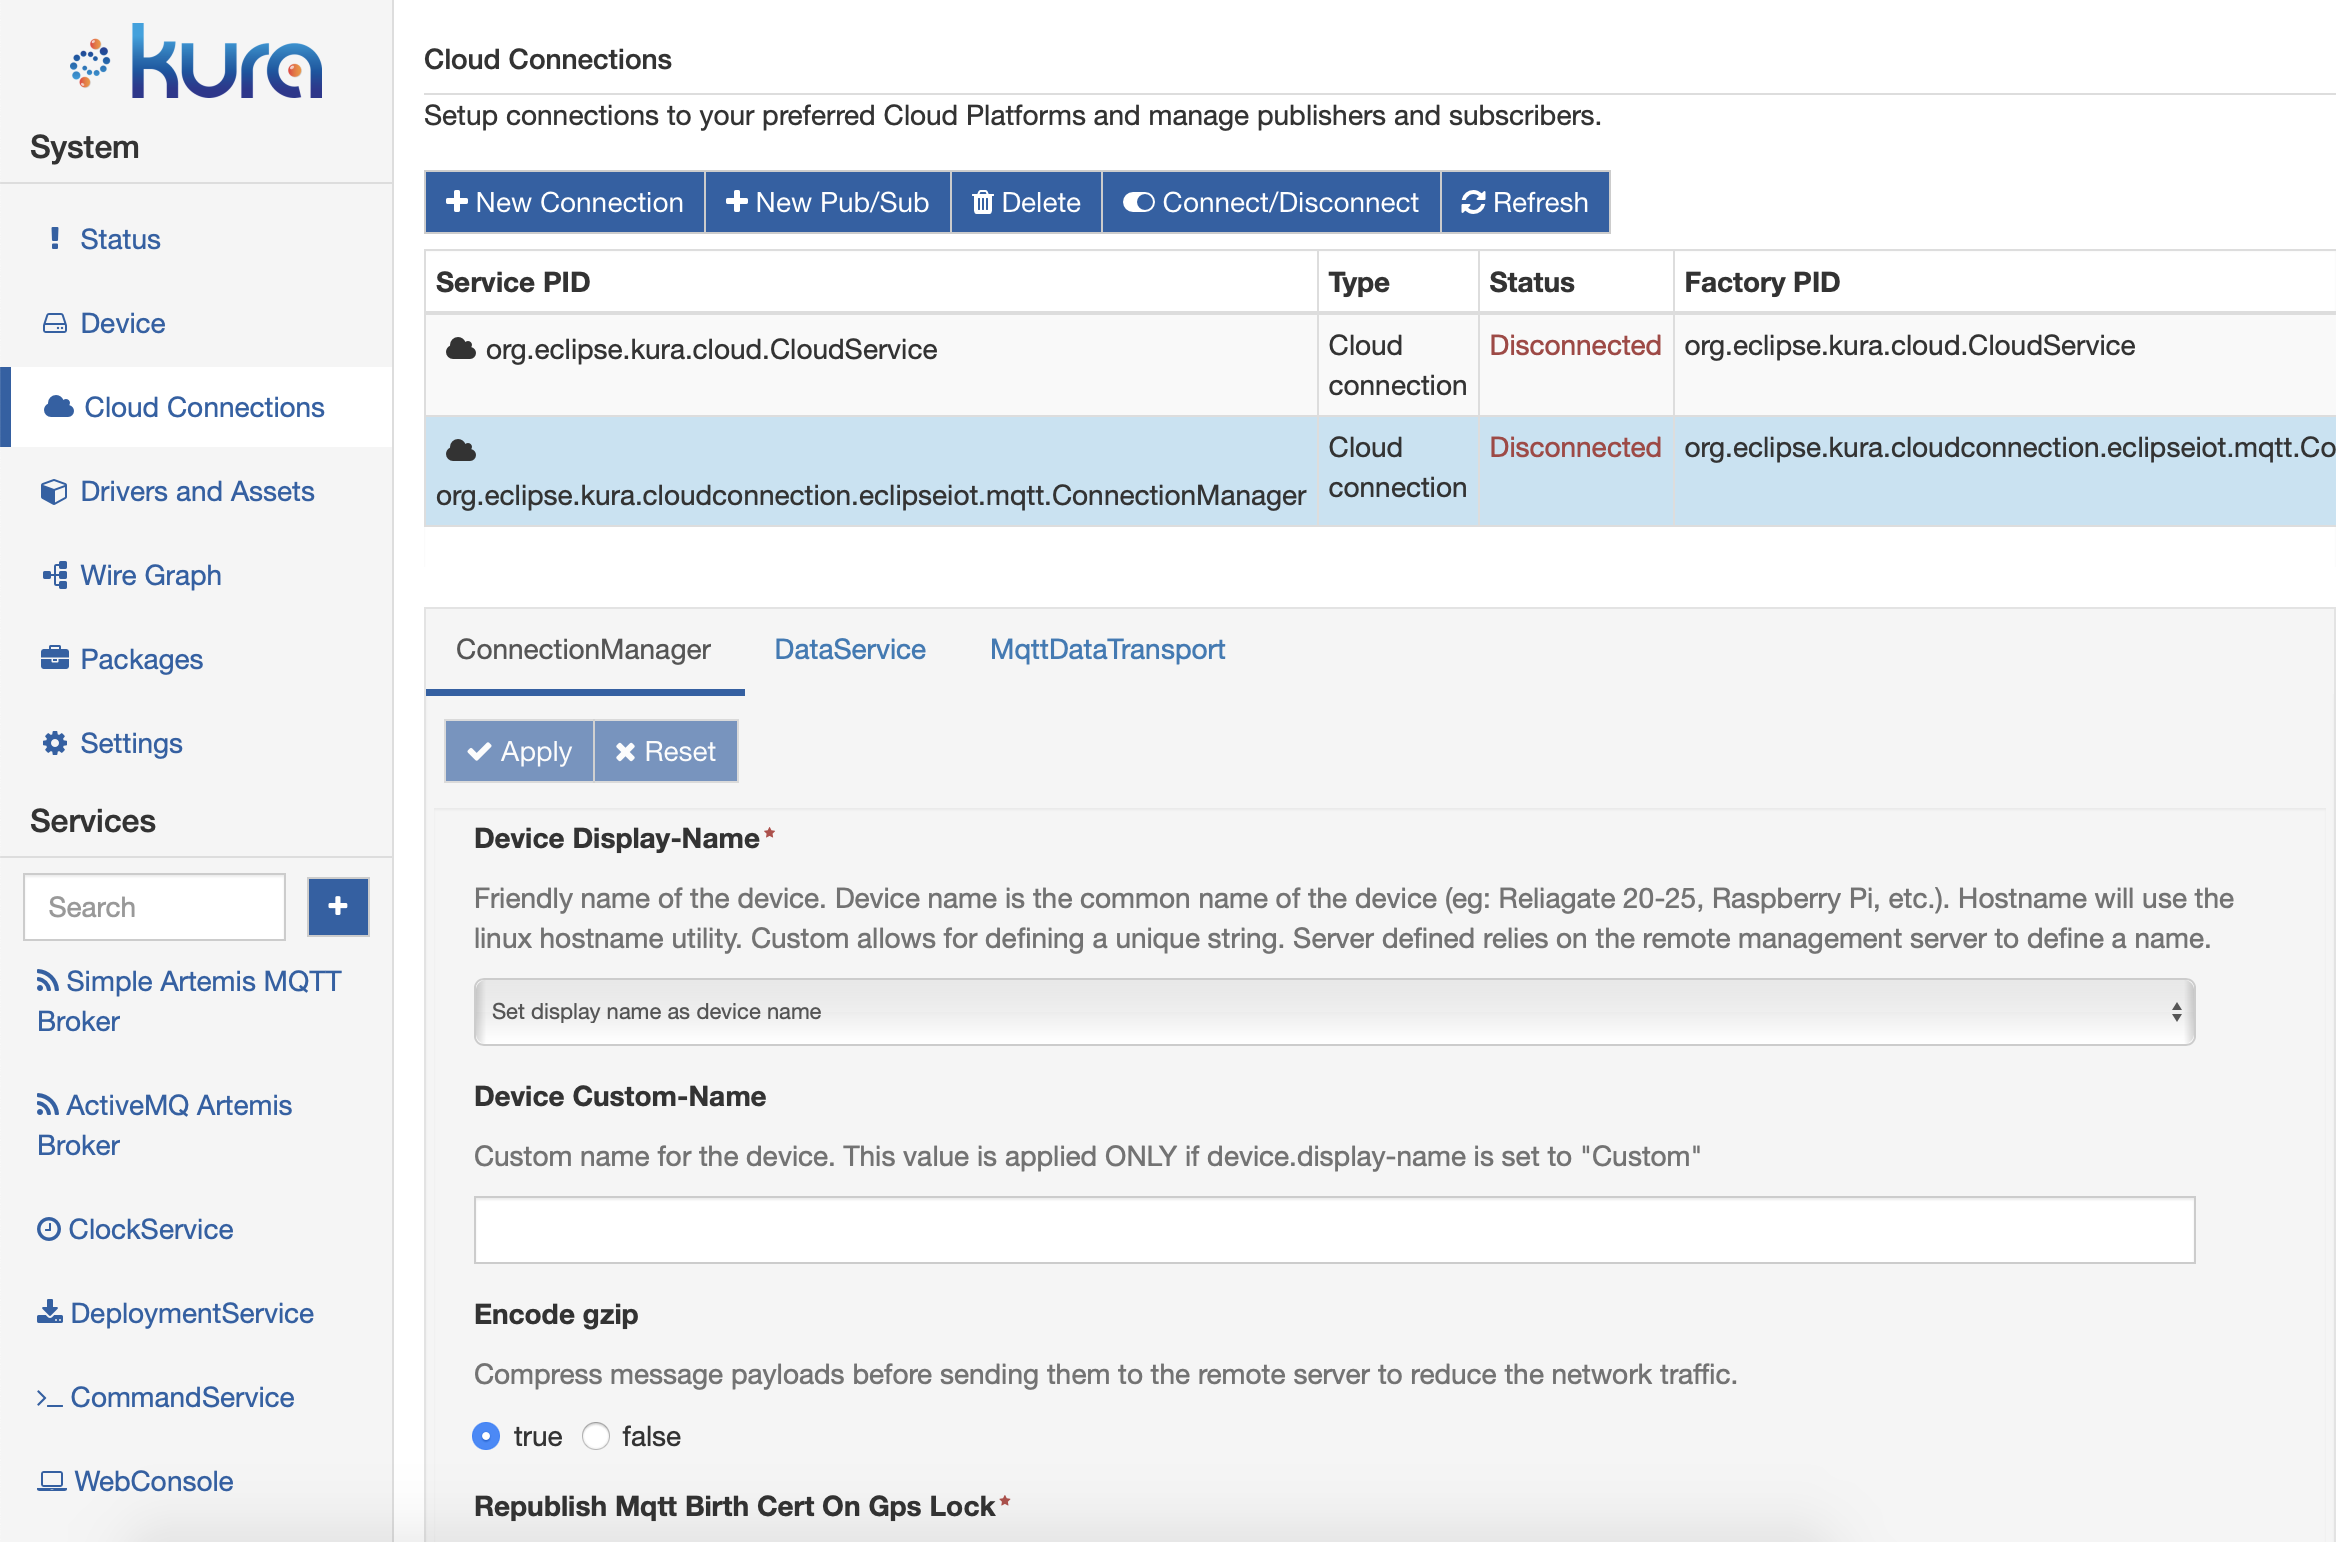 kura
System
Status
Device
Cloud Connections
Drivers and Assets
Wire Graph
Packages
Settings
Services
Search
Simple Artemis MQTT
Broker
ActiveMQ Artemis
Broker
ClockService
DeploymentService
CommandService
WebConsole
Cloud Connections
Setup connections to your preferred Cloud Platforms and manage publishers and subscribers.
New Connection New Pub/Sub Delete Connect/Disconnect Refresh
Service PID Type Status Factory PID
org.eclipse.kura.cloud.CloudService Cloud connection Disconnected org.eclipse.kura.cloud.CloudService
org.eclipse.kura.cloudconnection.eclipseiot.mqtt.ConnectionManager Cloud connection Disconnected org.eclipse.kura.cloudconnection.eclipseiot.mqtt.Co
ConnectionManager DataService MqttDataTransport
Apply Reset
Device Display-Name*
Friendly name of the device. Device name is the common name of the device (eg: Reliagate 20-25, Raspberry Pi, etc.). Hostname will use the
linux hostname utility. Custom allows for defining a unique string. Server defined relies on the remote management server to define a name.
Set display name as device name
Device Custom-Name
Custom name for the device. This value is applied ONLY if device.display-name is set to "Custom"
Encode gzip
Compress message payloads before sending them to the remote server to reduce the network traffic.
true false
Republish Mqtt Birth Cert On Gps Lock*